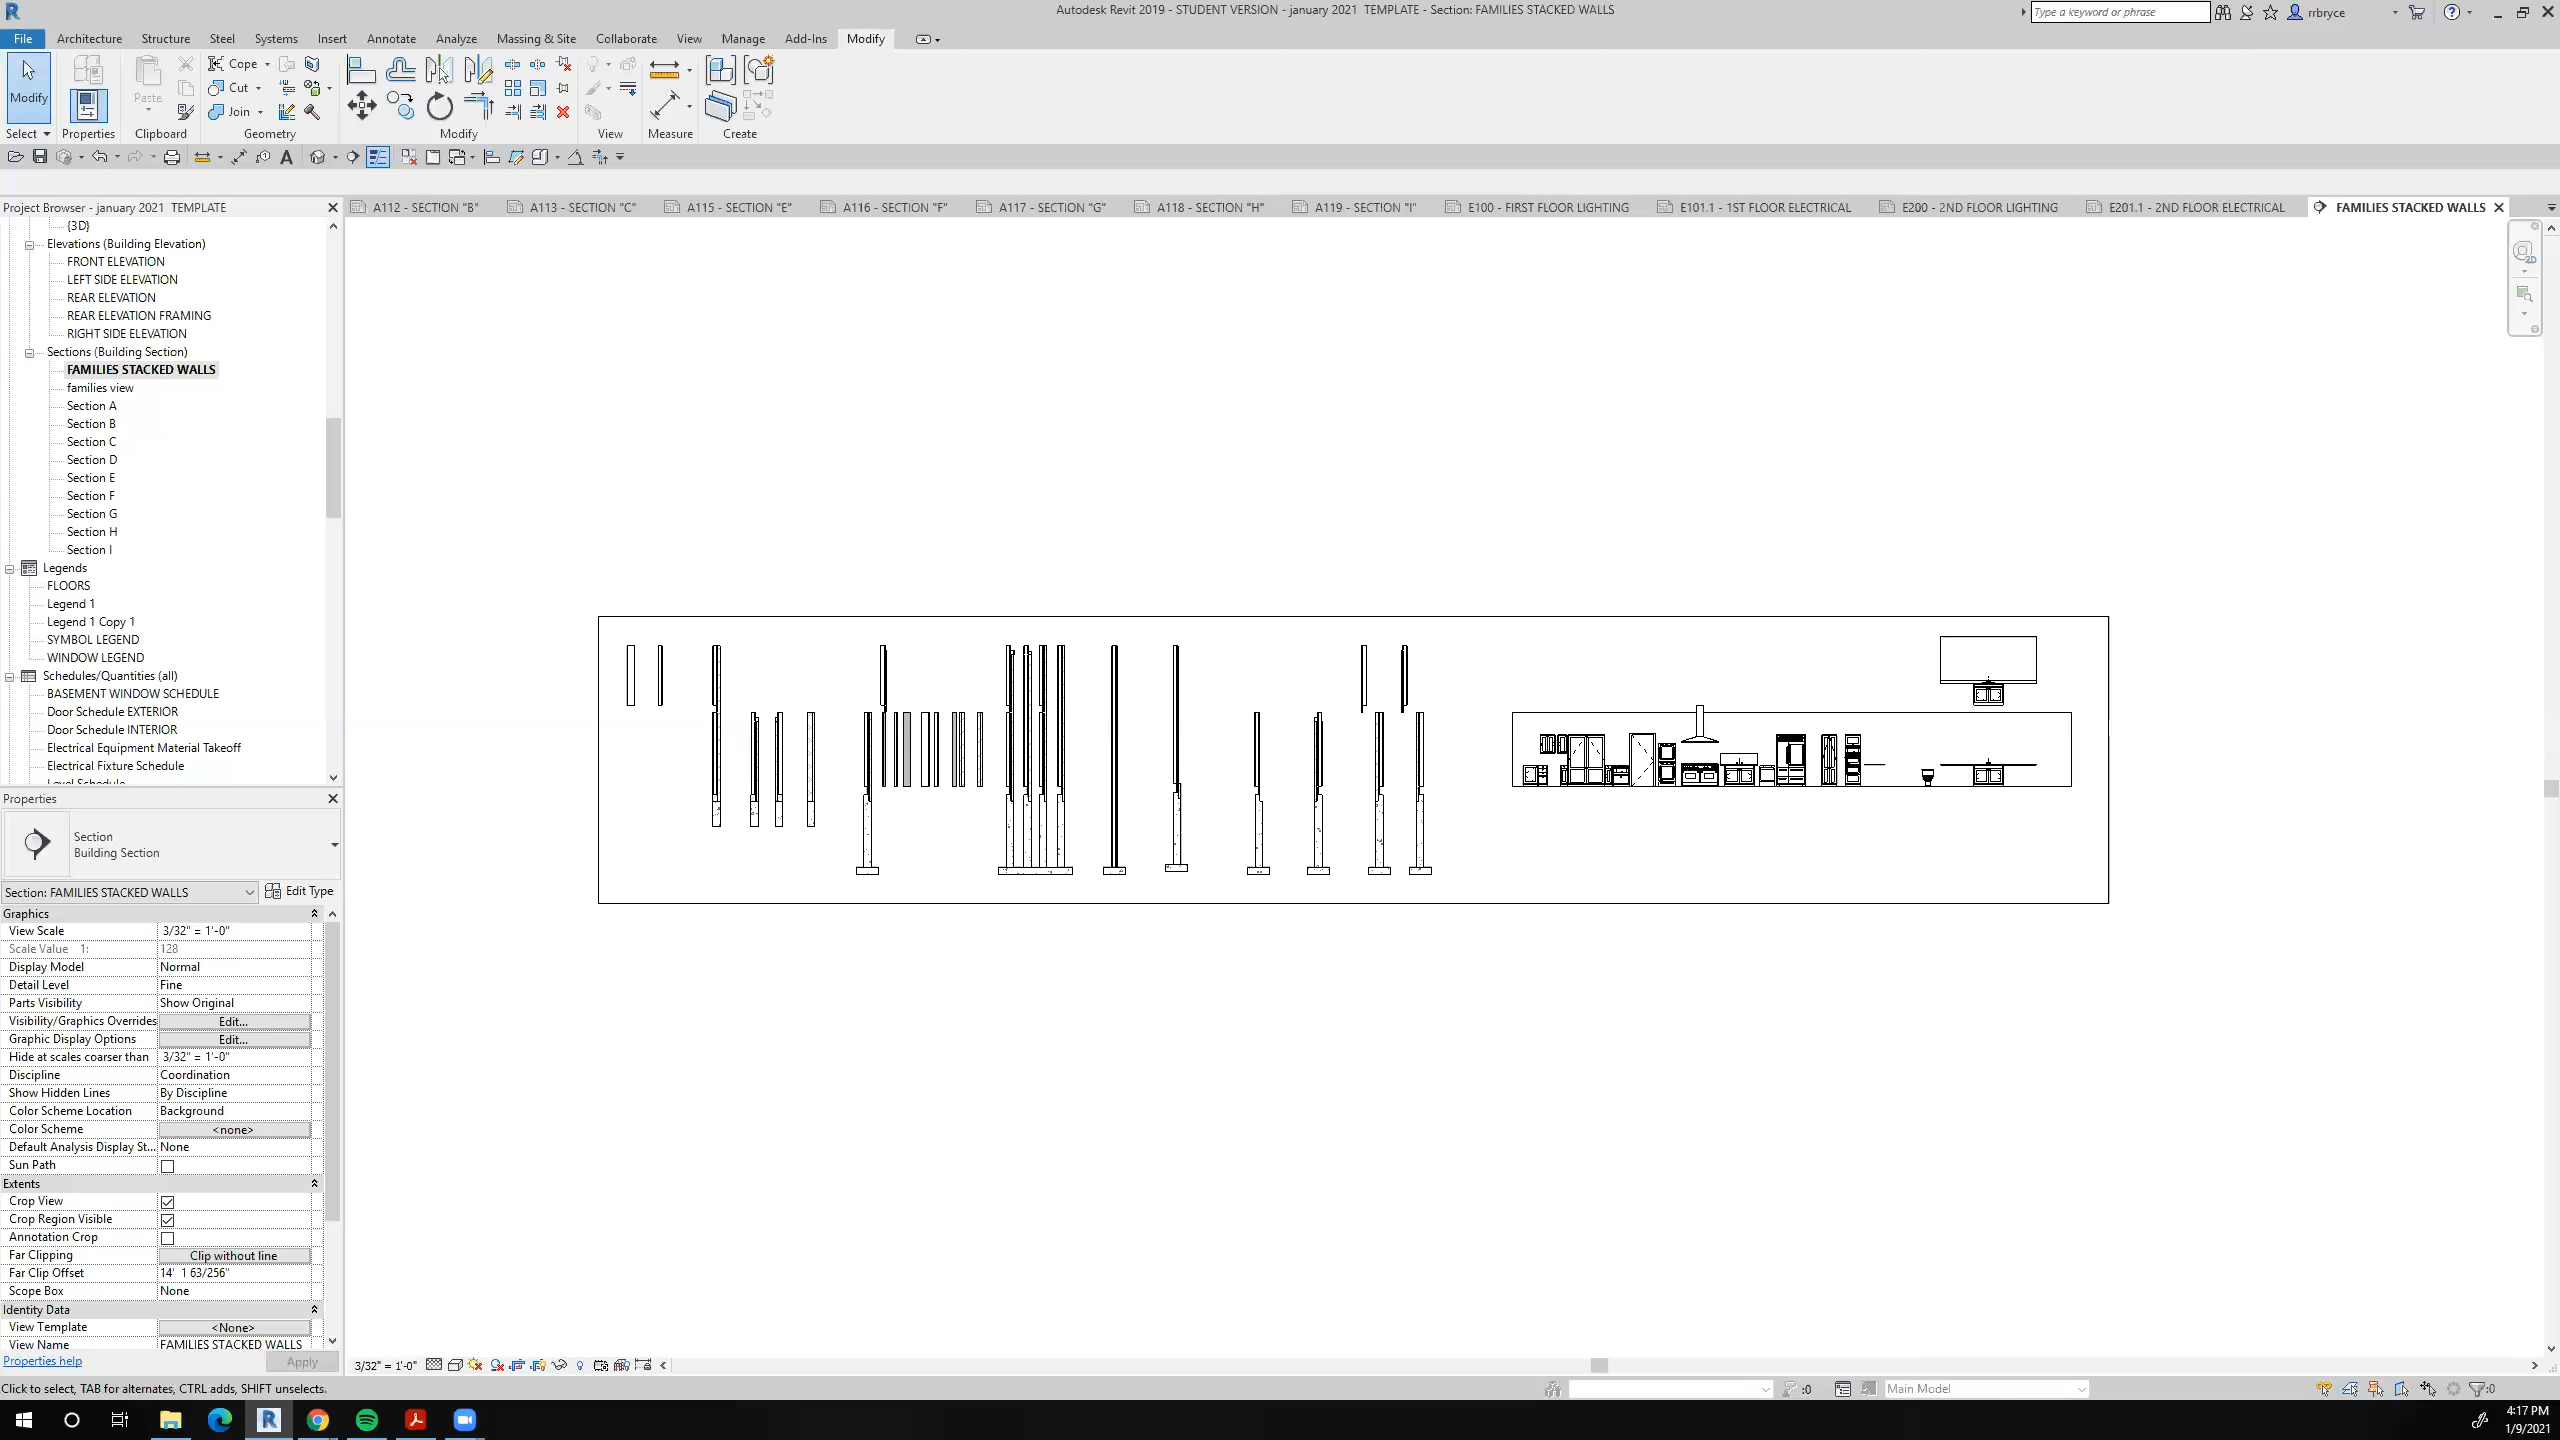 Autodesk Revit 2019 - STUDENT VERSION - january 2021 TEMPLATE - Section: FAMILIES STACKED WALLS
Type a keyword or phrase
rrbryce
File Architecture Structure Steel Systems Insert Annotate Analyze Massing & Site Collaborate View Manage Add-Ins Modify
Modify
Paste
Cope
Cut
Join
Select Properties Clipboard Geometry Modify View Measure Create
Project Browser - january 2021 TEMPLATE
A112 - SECTION "B" A113 - SECTION "C" A115 - SECTION "E" A116 - SECTION "F" A117 - SECTION "G" A118 - SECTION "H" A119 - SECTION "I" E100 - FIRST FLOOR LIGHTING E101.1 - 1ST FLOOR ELECTRICAL E200 - 2ND FLOOR LIGHTING E201.1 - 2ND FLOOR ELECTRICAL FAMILIES STACKED WALLS
{3D}
Elevations (Building Elevation)
FRONT ELEVATION
LEFT SIDE ELEVATION
REAR ELEVATION
REAR ELEVATION FRAMING
RIGHT SIDE ELEVATION
Sections (Building Section)
FAMILIES STACKED WALLS
families view
Section A
Section B
Section C
Section D
Section E
Section F
Section G
Section H
Section I
Legends
FLOORS
Legend 1
Legend 1 Copy 1
SYMBOL LEGEND
WINDOW LEGEND
Schedules/Quantities (all)
BASEMENT WINDOW SCHEDULE
Door Schedule EXTERIOR
Door Schedule INTERIOR
Electrical Equipment Material Takeoff
Electrical Fixture Schedule
Level Schedule
Properties
Section
Building Section
Section: FAMILIES STACKED WALLS Edit Type
Graphics
View Scale 3/32" = 1'-0"
Scale Value 1: 128
Display Model Normal
Detail Level Fine
Parts Visibility Show Original
Visibility/Graphics Overrides Edit...
Graphic Display Options Edit...
Hide at scales coarser than 3/32" = 1'-0"
Discipline Coordination
Show Hidden Lines By Discipline
Color Scheme Location Background
Color Scheme <none>
Default Analysis Display St... None
Sun Path
Extents
Crop View
Crop Region Visible
Annotation Crop
Far Clipping Clip without line
Far Clip Offset 14' 1 63/256"
Scope Box None
Identity Data
View Template <None>
View Name FAMILIES STACKED WALLS
Properties help Apply
3/32" = 1'-0"
Click to select, TAB for alternates, CTRL adds, SHIFT unselects.
:0
Main Model
:0
4:17 PM
1/9/2021